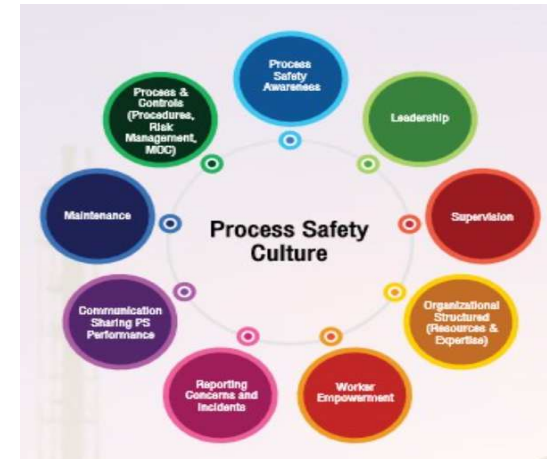 Process
Safety
Awareness
Leadership
Supervision
Organizational
Structured
(Resources &
Expertise)
Worker
Empowerment
Reporting
Concerns and
Incidents
Communication
Sharing PS
Performance
Maintenance
Process &
Controls
(Procedures,
Risk
Management,
MOC)
Process Safety
Culture